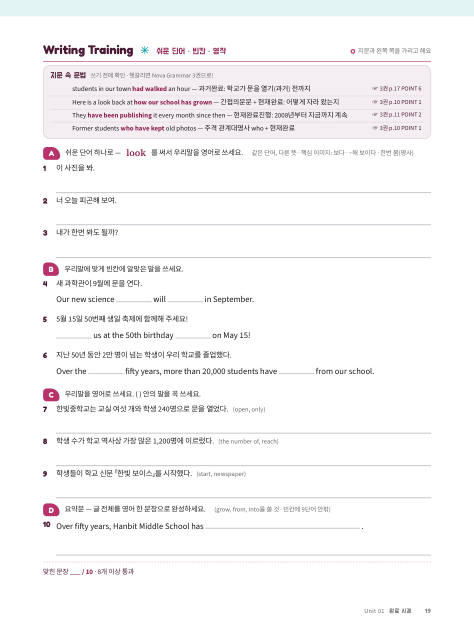 Writing Training ✳ 쉬운 단어 · 빈칸 · 영작
지문과 왼쪽 쪽을 가리고 해요
지문 속 문법 쓰기 전에 확인 · 헷갈리면 Nova Grammar 3권으로!
students in our town had walked an hour — 과거완료: 학교가 문을 열기(과거) 전까지 ☞ 3권 p.17 POINT 6
Here is a look back at how our school has grown — 간접의문문 + 현재완료: 어떻게 자라 왔는지 ☞ 3권 p.10 POINT 1
They have been publishing it every month since then — 현재완료진행: 2008년부터 지금까지 계속 ☞ 3권 p.11 POINT 2
Former students who have kept old photos — 주격 관계대명사 who + 현재완료 ☞ 3권 p.10 POINT 1
A 쉬운 단어 하나로 — look 를 써서 우리말을 영어로 쓰세요. 같은 단어, 다른 뜻 · 핵심 이미지: 보다 · ~해 보이다 · 한번 봄(명사)
1 이 사진을 봐.
2 너 오늘 피곤해 보여.
3 내가 한번 봐도 될까?
B 우리말에 맞게 빈칸에 알맞은 말을 쓰세요.
4 새 과학관이 9월에 문을 연다.
Our new science ________ will ________ in September.
5 5월 15일 50번째 생일 축제에 함께해 주세요!
________ us at the 50th birthday ________ on May 15!
6 지난 50년 동안 2만 명이 넘는 학생이 우리 학교를 졸업했다.
Over the ________ fifty years, more than 20,000 students have ________ from our school.
C 우리말을 영어로 쓰세요. ( ) 안의 말을 꼭 쓰세요.
7 한빛중학교는 교실 여섯 개와 학생 240명으로 문을 열었다. (open, only)
8 학생 수가 학교 역사상 가장 많은 1,200명에 이르렀다. (the number of, reach)
9 학생들이 학교 신문 『한빛 보이스』를 시작했다. (start, newspaper)
D 요약문 — 글 전체를 영어 한 문장으로 완성하세요. (grow, from, into을 쓸 것 · 빈칸에 9단어 안팎)
10 Over fifty years, Hanbit Middle School has ________ .
맞힌 문장 ___ / 10 · 8개 이상 통과
Unit 01 완료 시제 19